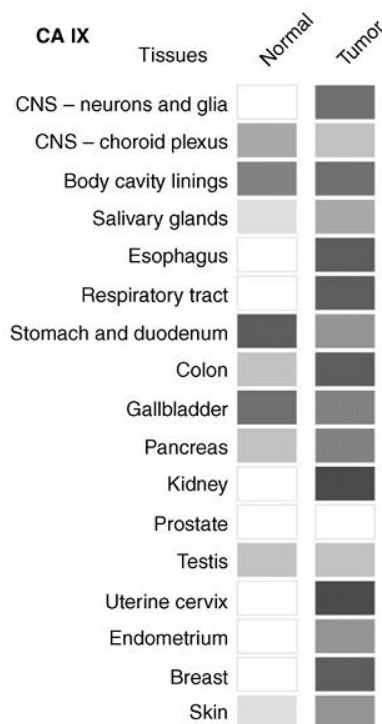 CA IX
Tissues Normal Tumor
CNS – neurons and glia
CNS – choroid plexus
Body cavity linings
Salivary glands
Esophagus
Respiratory tract
Stomach and duodenum
Colon
Gallbladder
Pancreas
Kidney
Prostate
Testis
Uterine cervix
Endometrium
Breast
Skin